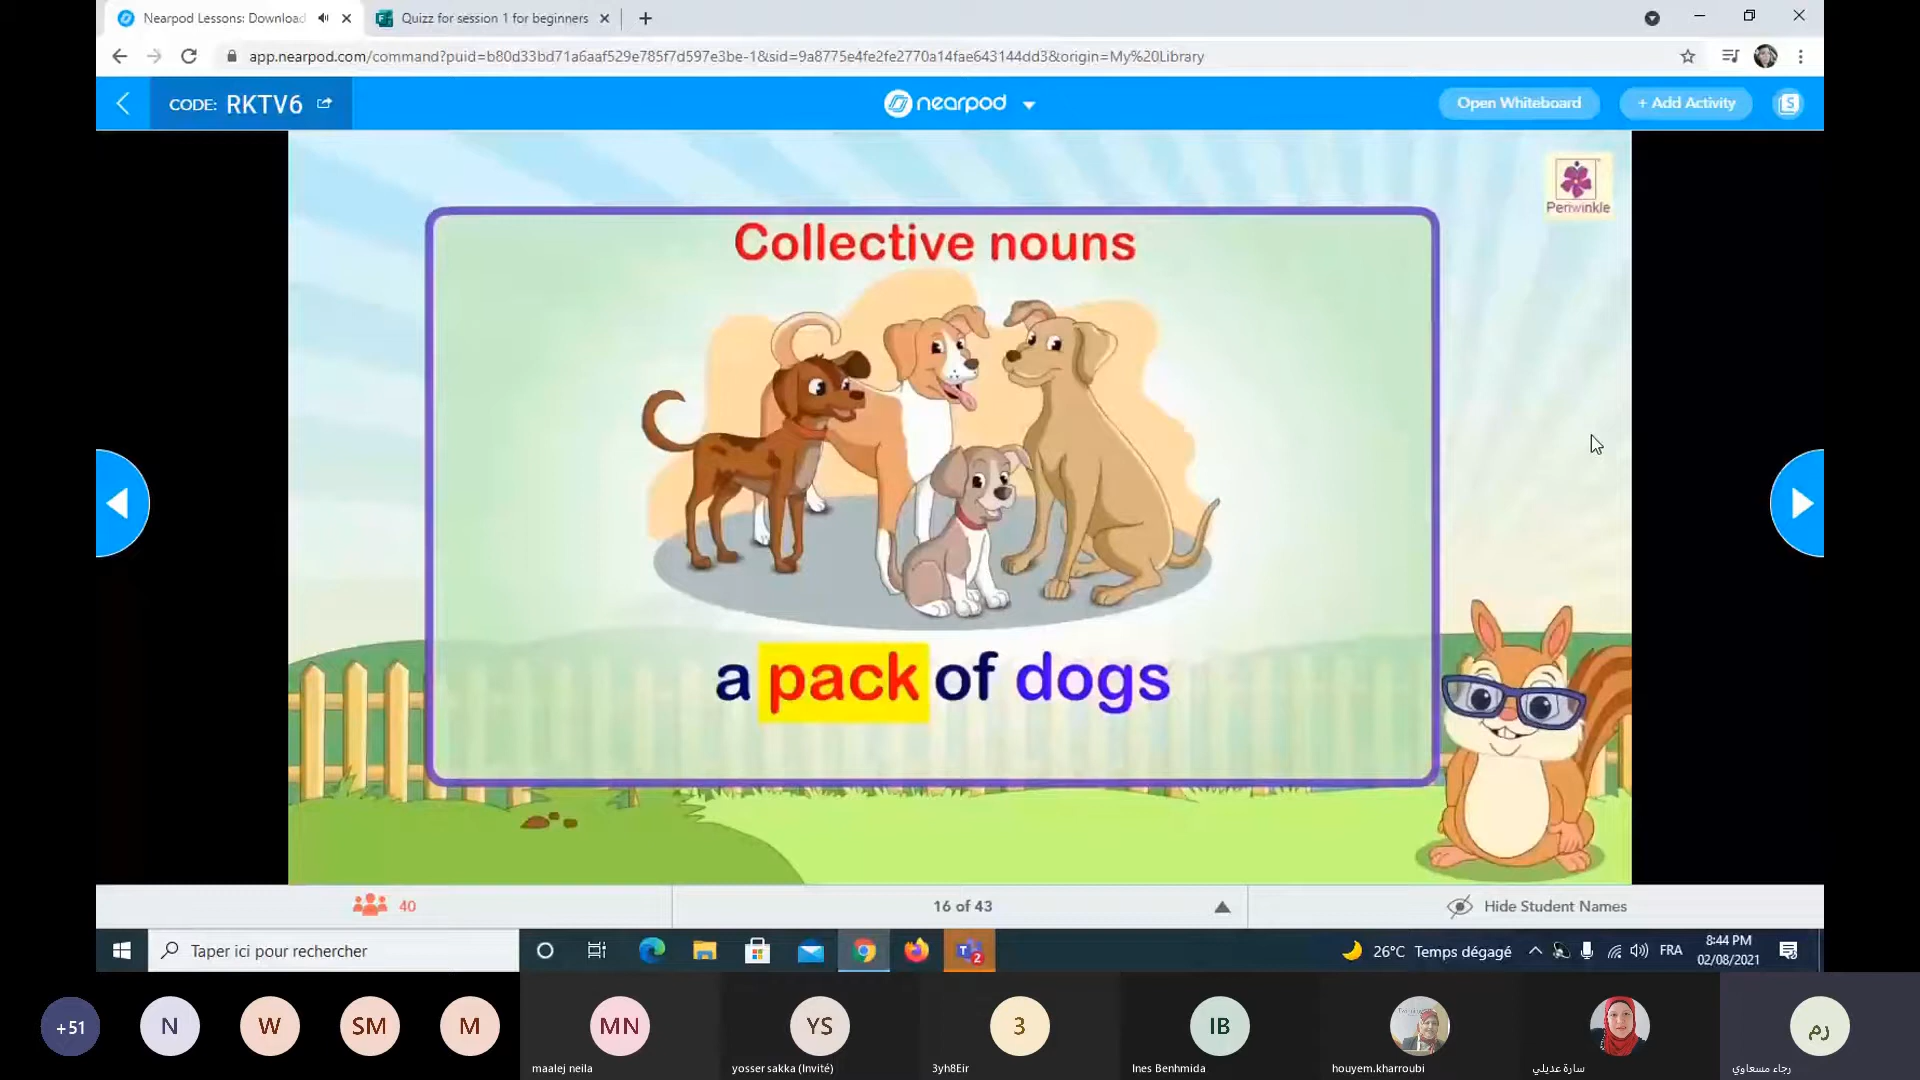 Nearpod Lessons: Download
Quizz for session 1 for beginners
app.nearpod.com/command?puid=b80d33bd71a6aaf529e785f7d597e3be-1&sid=9a8775e4fe2fe2770a14fae643144dd3&origin=My%20Library
CODE: RKTV6
nearpod
Open Whiteboard
+ Add Activity
S
Periwinkle
Collective nouns
a pack of dogs
40
16 of 43
Hide Student Names
Taper ici pour rechercher
2
26°C Temps dégagé
FRA
8:44 PM
02/08/2021
+51
N
W
SM
M
MN
YS
3
IB
رم
maalej neila
yosser sakka (Invité)
3yh8Eir
Ines Benhmida
houyem.kharroubi
سارة عديلي
رجاء مسعاوي